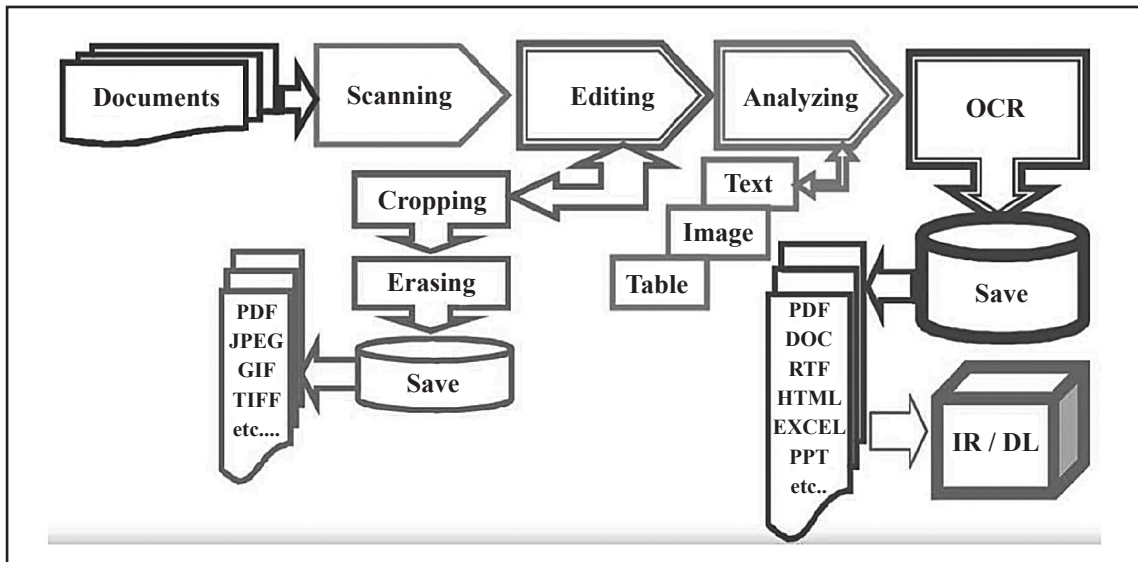 Documents
Scanning
Editing
Analyzing
OCR
Cropping
Text
Image
Table
Erasing
Save
PDF
JPEG
GIF
TIFF
etc....
Save
PDF
DOC
RTF
HTML
EXCEL
PPT
etc..
IR / DL